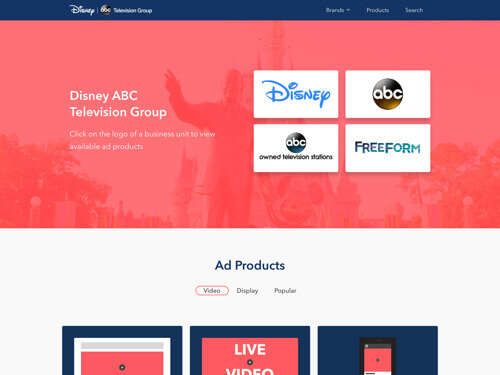 Disney | abc Television Group
Brands Products Search
Disney ABC
Television Group
Click on the logo of a business unit to view
available ad products
Disney
abc
abc
owned television stations
FREEFORM
Ad Products
Video Display Popular
LIVE
VIDEO